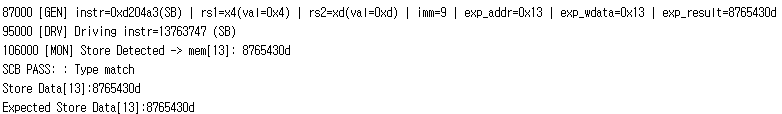 87000 [GEN] instr=0xd204a3(SB) | rs1=x4(val=0x4) | rs2=xd(val=0xd) | imm=9 | exp_addr=0x13 | exp_wdata=0x13 | exp_result=8765430d
95000 [DRV] Driving instr=13763747 (SB)
106000 [MON] Store Detected -> mem[13]: 8765430d
SCB PASS: : Type match
Store Data[13]:8765430d
Expected Store Data[13]:8765430d